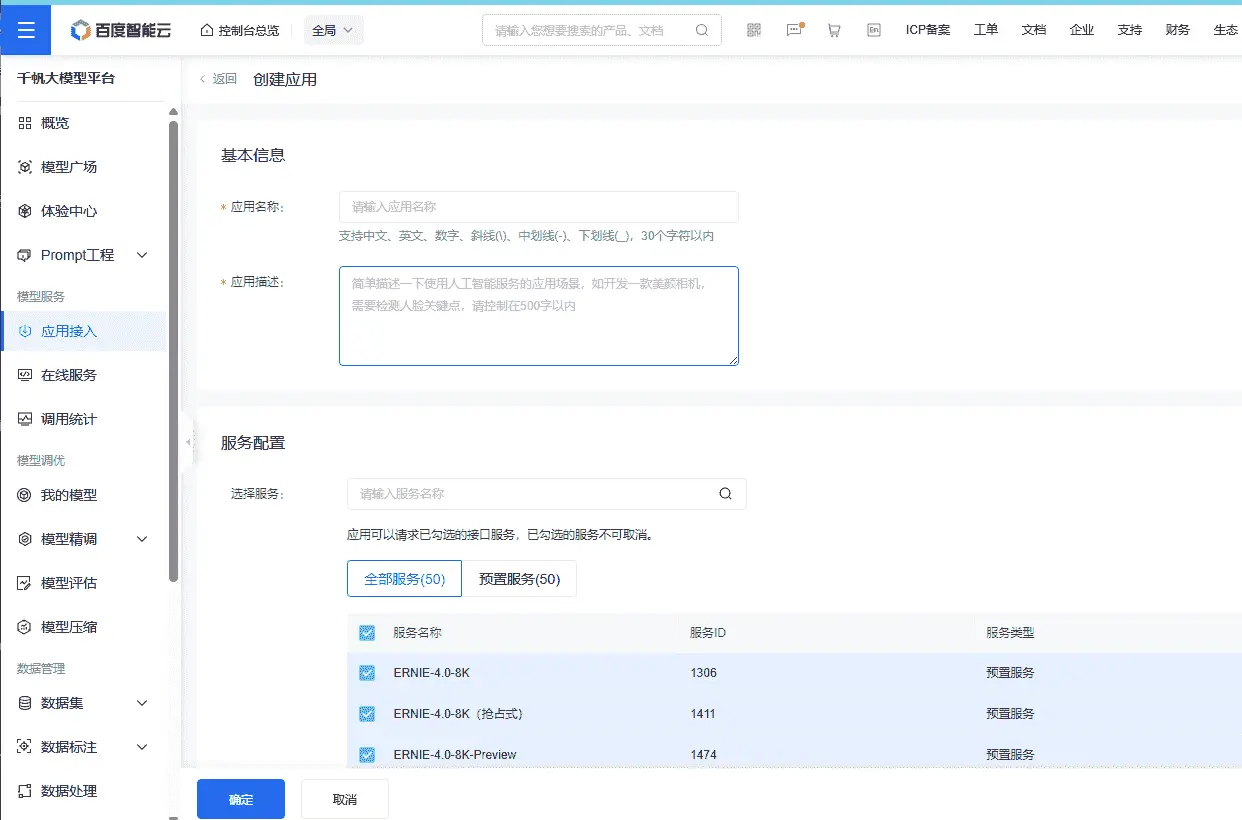 百度智能云
控制台总览
全局
请输入您想要搜索的产品、文档
En
ICP备案
工单
文档
企业
支持
财务
生态
千帆大模型平台
概览
模型广场
体验中心
Prompt工程
模型服务
应用接入
在线服务
调用统计
模型调优
我的模型
模型精调
模型评估
模型压缩
数据管理
数据集
数据标注
数据处理
返回
创建应用
基本信息
* 应用名称:
请输入应用名称
支持中文、英文、数字、斜线(\)、中划线(-)、下划线(_)，30个字符以内
* 应用描述:
简单描述一下使用人工智能服务的应用场景，如开发一款美颜相机，
需要检测人脸关键点，请控制在500字以内
服务配置
选择服务:
请输入服务名称
应用可以请求已勾选的接口服务，已勾选的服务不可取消。
全部服务(50) 预置服务(50)
服务名称 服务ID 服务类型
ERNIE-4.0-8K 1306 预置服务
ERNIE-4.0-8K（抢占式） 1411 预置服务
ERNIE-4.0-8K-Preview 1474 预置服务
确定 取消